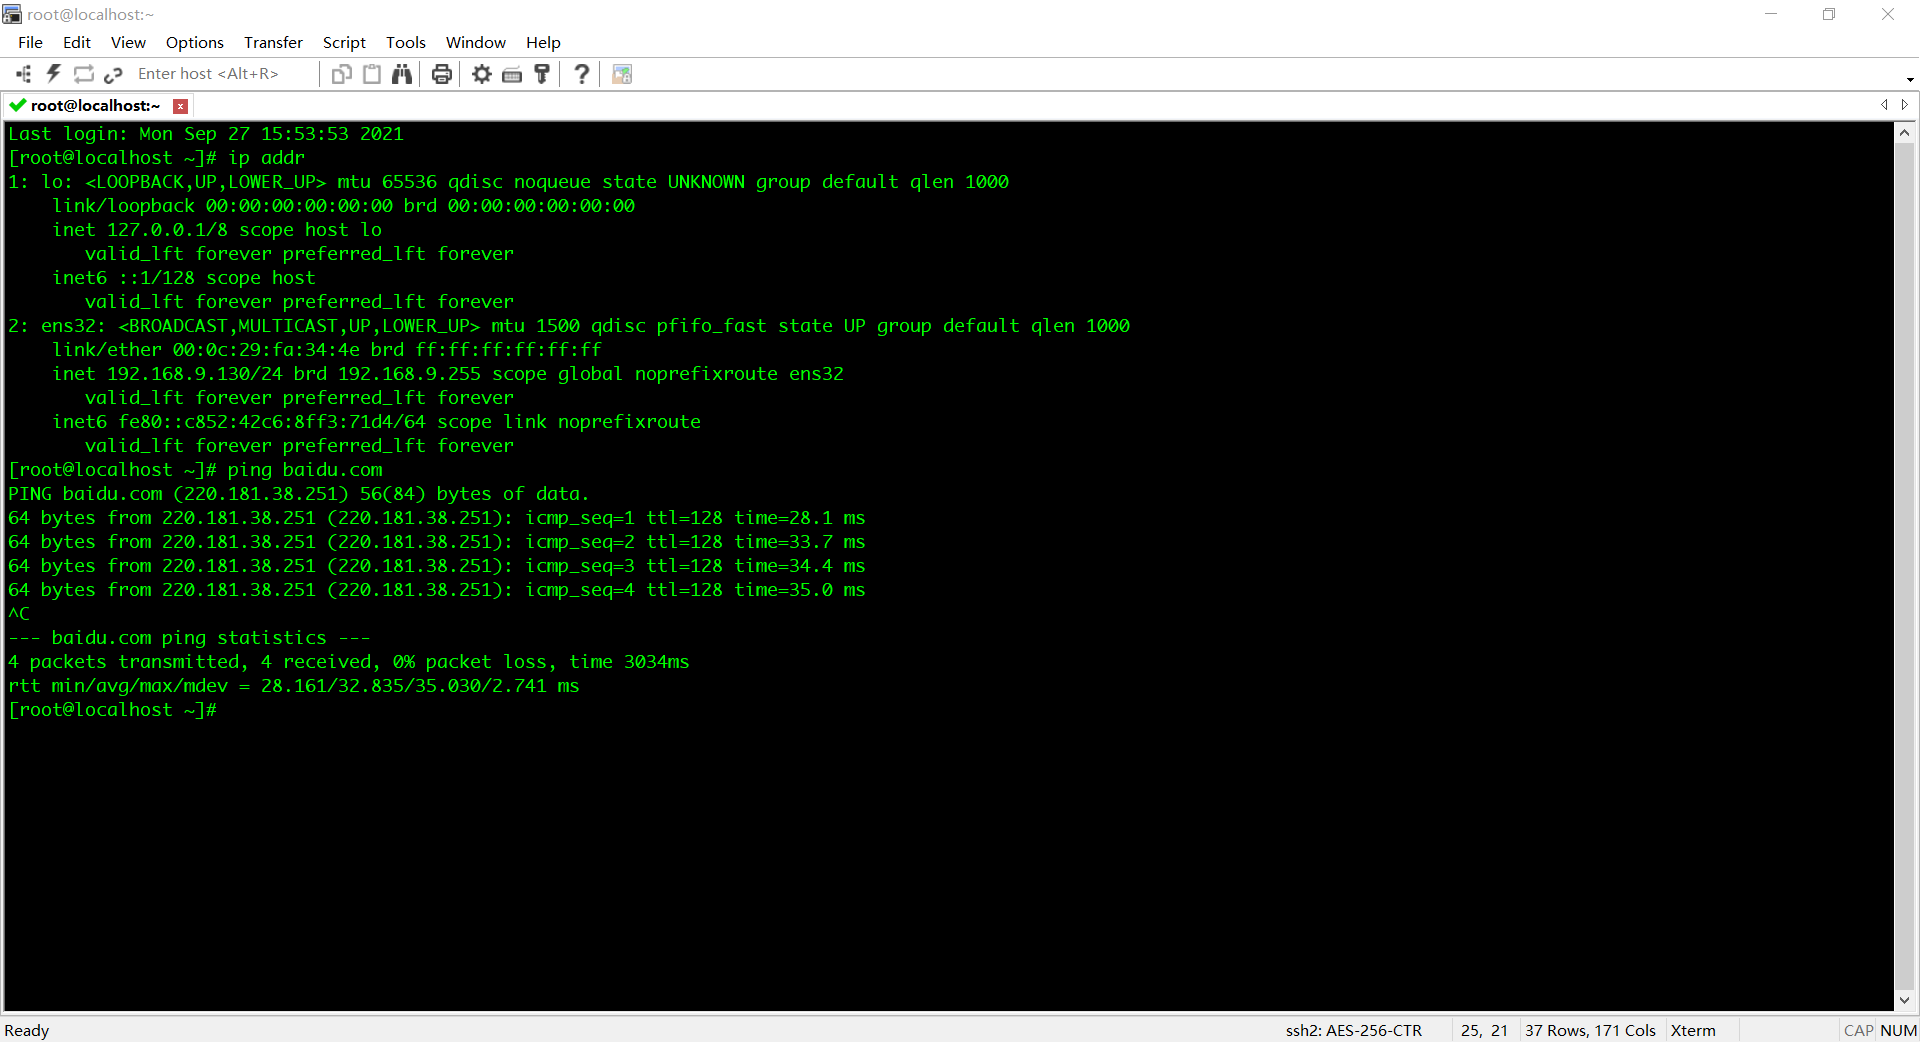 root@localhost:~
File Edit View Options Transfer Script Tools Window Help
Enter host <Alt+R>
root@localhost:~
Last login: Mon Sep 27 15:53:53 2021
[root@localhost ~]# ip addr
1: lo: <LOOPBACK,UP,LOWER_UP> mtu 65536 qdisc noqueue state UNKNOWN group default qlen 1000
    link/loopback 00:00:00:00:00:00 brd 00:00:00:00:00:00
    inet 127.0.0.1/8 scope host lo
       valid_lft forever preferred_lft forever
    inet6 ::1/128 scope host
       valid_lft forever preferred_lft forever
2: ens32: <BROADCAST,MULTICAST,UP,LOWER_UP> mtu 1500 qdisc pfifo_fast state UP group default qlen 1000
    link/ether 00:0c:29:fa:34:4e brd ff:ff:ff:ff:ff:ff
    inet 192.168.9.130/24 brd 192.168.9.255 scope global noprefixroute ens32
       valid_lft forever preferred_lft forever
    inet6 fe80::c852:42c6:8ff3:71d4/64 scope link noprefixroute
       valid_lft forever preferred_lft forever
[root@localhost ~]# ping baidu.com
PING baidu.com (220.181.38.251) 56(84) bytes of data.
64 bytes from 220.181.38.251 (220.181.38.251): icmp_seq=1 ttl=128 time=28.1 ms
64 bytes from 220.181.38.251 (220.181.38.251): icmp_seq=2 ttl=128 time=33.7 ms
64 bytes from 220.181.38.251 (220.181.38.251): icmp_seq=3 ttl=128 time=34.4 ms
64 bytes from 220.181.38.251 (220.181.38.251): icmp_seq=4 ttl=128 time=35.0 ms
^C
--- baidu.com ping statistics ---
4 packets transmitted, 4 received, 0% packet loss, time 3034ms
rtt min/avg/max/mdev = 28.161/32.835/35.030/2.741 ms
[root@localhost ~]#
Ready ssh2: AES-256-CTR 25, 21 37 Rows, 171 Cols Xterm CAP NUM